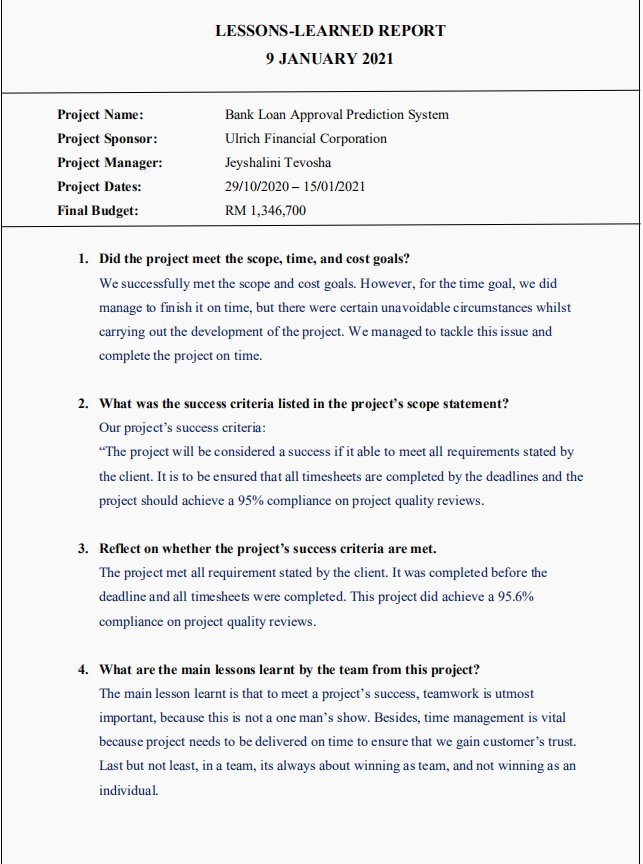 LESSONS-LEARNED REPORT
9 JANUARY 2021
Project Name: Bank Loan Approval Prediction System
Project Sponsor: Ulrich Financial Corporation
Project Manager: Jeyshalini Tevosha
Project Dates: 29/10/2020 – 15/01/2021
Final Budget: RM 1,346,700
1. Did the project meet the scope, time, and cost goals?
We successfully met the scope and cost goals. However, for the time goal, we did
manage to finish it on time, but there were certain unavoidable circumstances whilst
carrying out the development of the project. We managed to tackle this issue and
complete the project on time.
2. What was the success criteria listed in the project’s scope statement?
Our project’s success criteria:
“The project will be considered a success if it able to meet all requirements stated by
the client. It is to be ensured that all timesheets are completed by the deadlines and the
project should achieve a 95% compliance on project quality reviews.
3. Reflect on whether the project’s success criteria are met.
The project met all requirement stated by the client. It was completed before the
deadline and all timesheets were completed. This project did achieve a 95.6%
compliance on project quality reviews.
4. What are the main lessons learnt by the team from this project?
The main lesson learnt is that to meet a project’s success, teamwork is utmost
important, because this is not a one man’s show. Besides, time management is vital
because project needs to be delivered on time to ensure that we gain customer’s trust.
Last but not least, in a team, its always about winning as team, and not winning as an
individual.